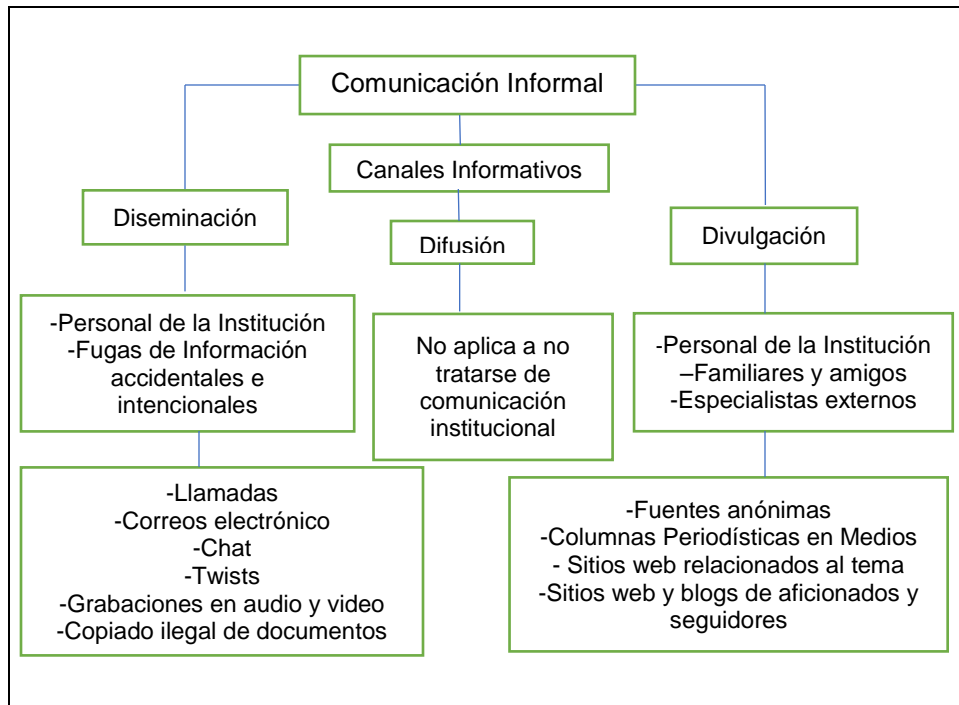 Comunicación Informal
Canales Informativos
Diseminación
Difusión
Divulgación
-Personal de la Institución
-Fugas de Información
accidentales e
intencionales
No aplica a no
tratarse de
comunicación
institucional
-Personal de la Institución
–Familiares y amigos
-Especialistas externos
-Llamadas
-Correos electrónico
-Chat
-Twists
-Grabaciones en audio y video
-Copiado ilegal de documentos
-Fuentes anónimas
-Columnas Periodísticas en Medios
- Sitios web relacionados al tema
-Sitios web y blogs de aficionados y
seguidores